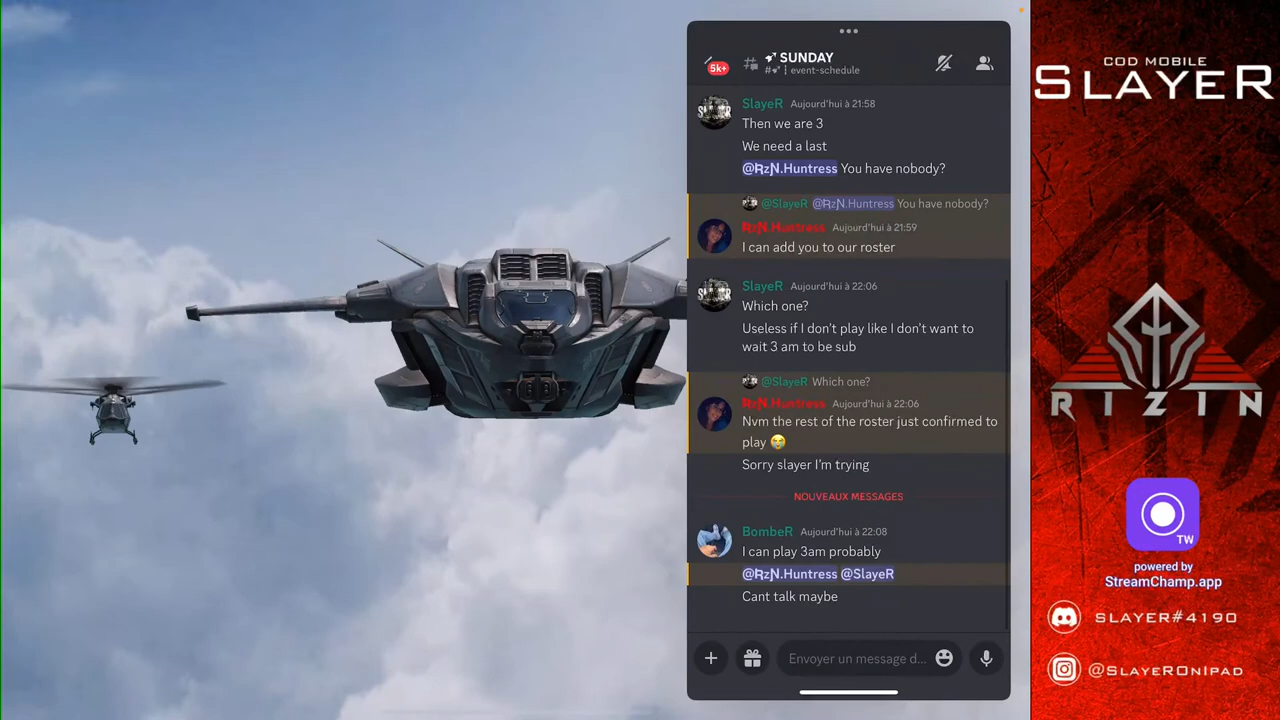 5k+
SUNDAY
event-schedule
SlayeR Aujourd'hui à 21:58
Then we are 3
We need a last
@ɌzƝ.Huntress You have nobody?
@SlayeR @ɌzƝ.Huntress You have nobody?
ɌzƝ.Huntress Aujourd'hui à 21:59
I can add you to our roster
SlayeR Aujourd'hui à 22:06
Which one?
Useless if I don't play like I don't want to
wait 3 am to be sub
@SlayeR Which one?
ɌzƝ.Huntress Aujourd'hui à 22:06
Nvm the rest of the roster just confirmed to
play 😭
Sorry slayer I'm trying
NOUVEAUX MESSAGES
BombeR Aujourd'hui à 22:08
I can play 3am probably
@ɌzƝ.Huntress @SlayeR
Cant talk maybe
Envoyer un message d...
COD MOBILE
SLAYER
RIZIN
TW
powered by
StreamChamp.app
SLAYER#4190
@SlayeROnIpad